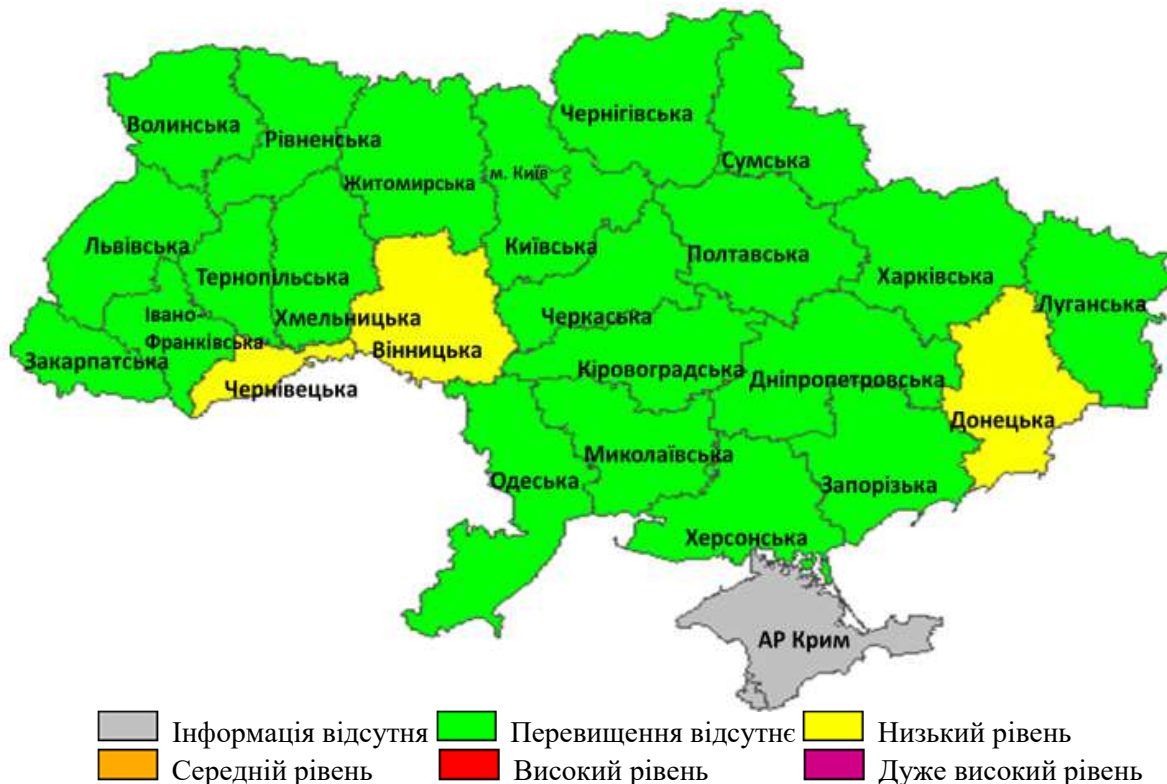 Чернігівська
Волинська
Рівненська
Сумська
м. Київ
Житомирська
Львівська
Київська
Полтавська
Тернопільська
Харківська
Луганська
Івано-
Франківська
Хмельницька
Черкаська
Закарпатська
Вінницька
Кіровоградська
Дніпропетровська
Чернівецька
Донецька
Миколаївська
Одеська
Запорізька
Херсонська
АР Крим
Інформація відсутня
Перевищення відсутнє
Низький рівень
Середній рівень
Високий рівень
Дуже високий рівень